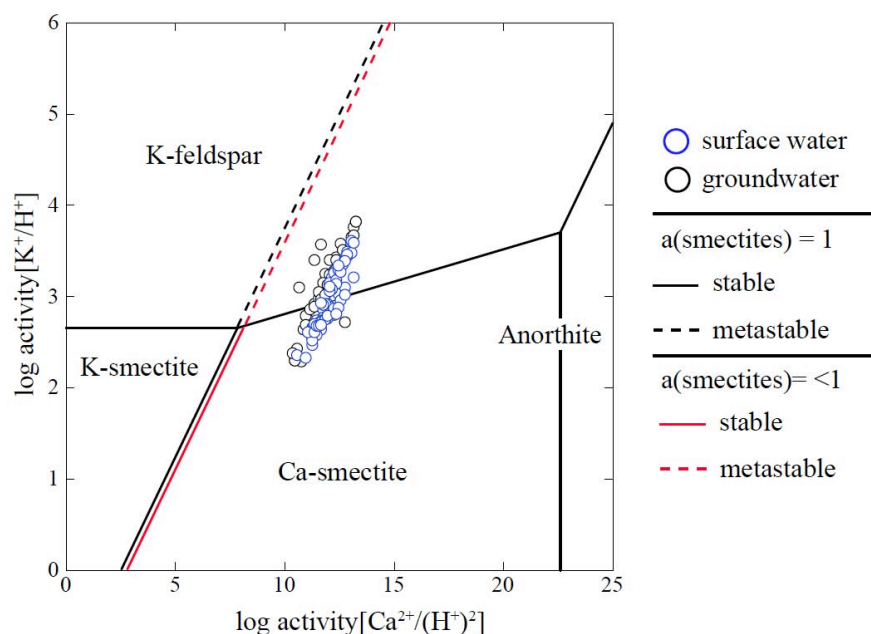 6
5
4
3
2
1
0
log activity[K⁺/H⁺]
K-feldspar
K-smectite
Ca-smectite
Anorthite
0
5
10
15
20
25
log activity[Ca²⁺/(H⁺)²]
surface water
groundwater
a(smectites) = 1
stable
metastable
a(smectites)= <1
stable
metastable